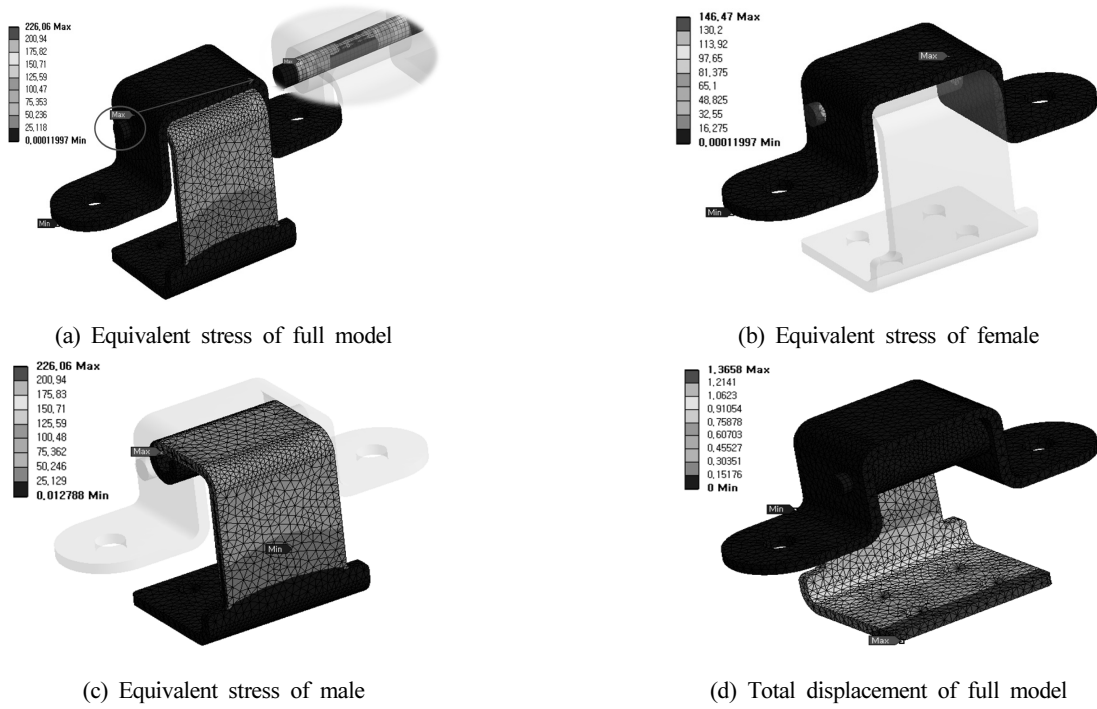 226,06 Max
200,94
175,82
150,71
125,59
100,47
75,353
50,236
25,118
0,00011997 Min
Max
Min
(a) Equivalent stress of full model
146,47 Max
130,2
113,92
97,65
81,375
65,1
48,825
32,55
16,275
0,00011997 Min
Max
Min
(b) Equivalent stress of female
226,06 Max
200,94
175,83
150,71
125,59
100,48
75,362
50,246
25,129
0,012788 Min
Max
Min
(c) Equivalent stress of male
1,3658 Max
1,2141
1,0623
0,91054
0,75878
0,60703
0,45527
0,30351
0,15176
0 Min
Min
Max
(d) Total displacement of full model